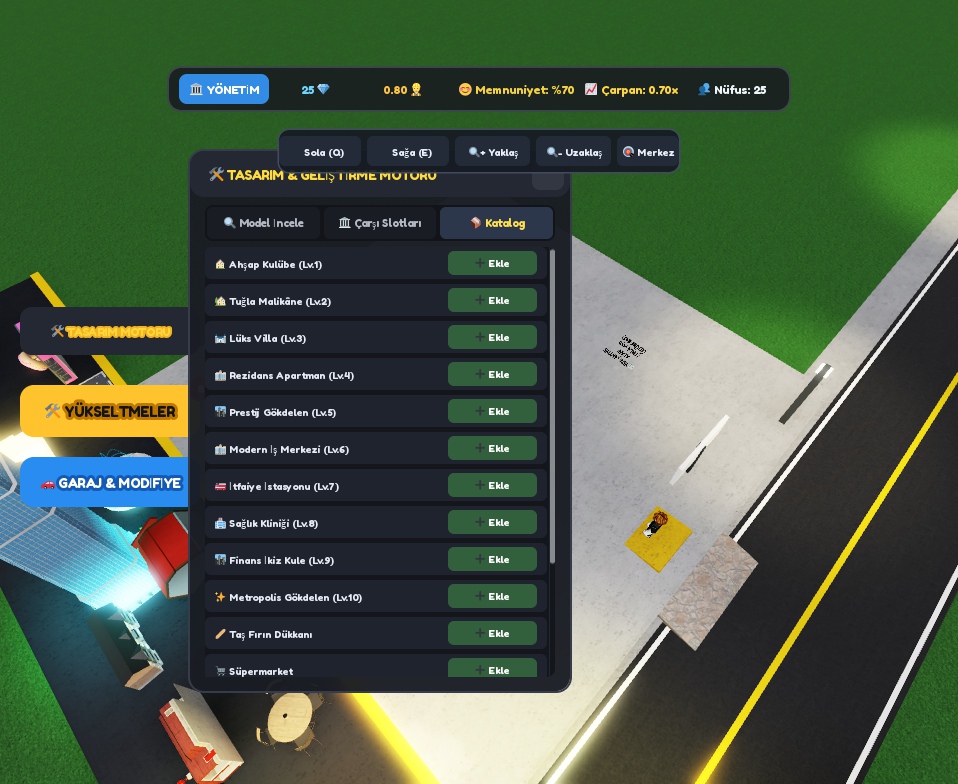 🏛️ YÖNETİM 25 💎 0.80 👷 😊 Memnuniyet: %70 📈 Çarpan: 0.70x 👥 Nüfus: 25
Sola (Q) Sağa (E) 🔍+ Yaklaş 🔍- Uzaklaş 🎯 Merkez
🛠️ TASARIM & GELİŞTİRME MOTORU
🔍 Model İncele 🏛️ Çarşı Slotları Katalog
🏠 Ahşap Kulübe (Lv.1) ➕ Ekle
🏡 Tuğla Malikâne (Lv.2) ➕ Ekle
Lüks Villa (Lv.3) ➕ Ekle
Rezidans Apartman (Lv.4) ➕ Ekle
Prestij Gökdelen (Lv.5) ➕ Ekle
Modern İş Merkezi (Lv.6) ➕ Ekle
🚒 İtfaiye İstasyonu (Lv.7) ➕ Ekle
🏥 Sağlık Kliniği (Lv.8) ➕ Ekle
Finans İkiz Kule (Lv.9) ➕ Ekle
✨ Metropolis Gökdelen (Lv.10) ➕ Ekle
🥖 Taş Fırın Dükkanı ➕ Ekle
🛒 Süpermarket ➕ Ekle
🛠️ TASARIM MOTORU
🛠️ YÜKSELTMELER
🚗 GARAJ & MODİFİYE